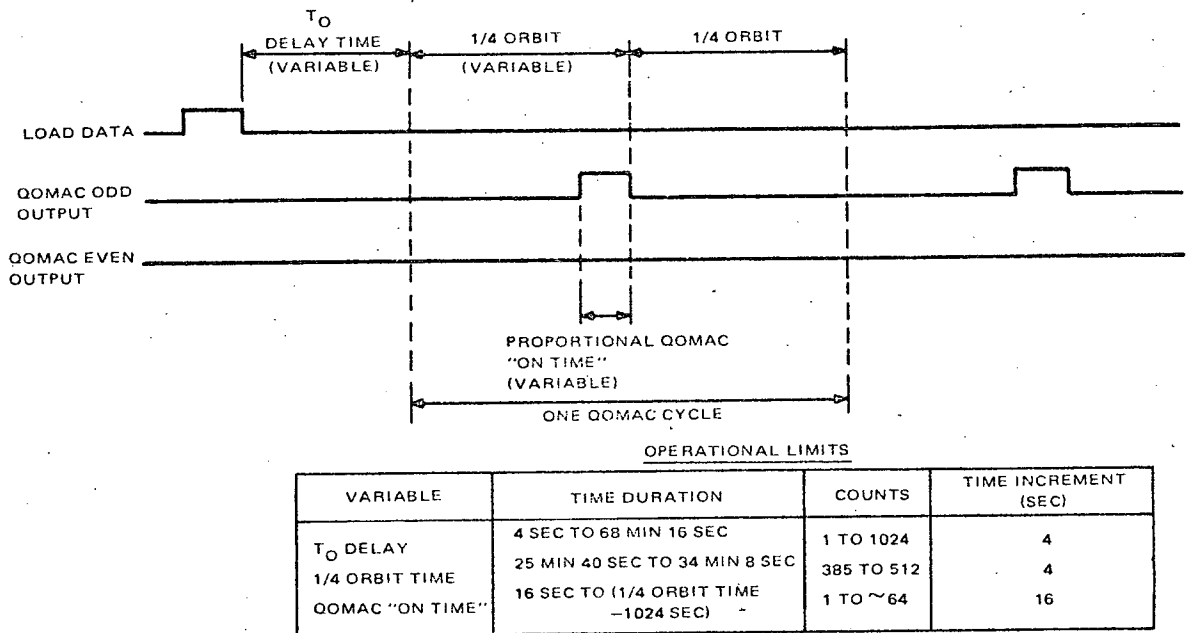 T_O
DELAY TIME
(VARIABLE)
1/4 ORBIT
(VARIABLE)
1/4 ORBIT
LOAD DATA
QOMAC ODD
OUTPUT
QOMAC EVEN
OUTPUT
PROPORTIONAL QOMAC
"ON TIME"
(VARIABLE)
ONE QOMAC CYCLE
OPERATIONAL LIMITS
VARIABLE TIME DURATION COUNTS TIME INCREMENT
(SEC)
T_O DELAY 4 SEC TO 68 MIN 16 SEC 1 TO 1024 4
1/4 ORBIT TIME 25 MIN 40 SEC TO 34 MIN 8 SEC 385 TO 512 4
QOMAC "ON TIME" 16 SEC TO (1/4 ORBIT TIME 1 TO ~64 16
−1024 SEC)